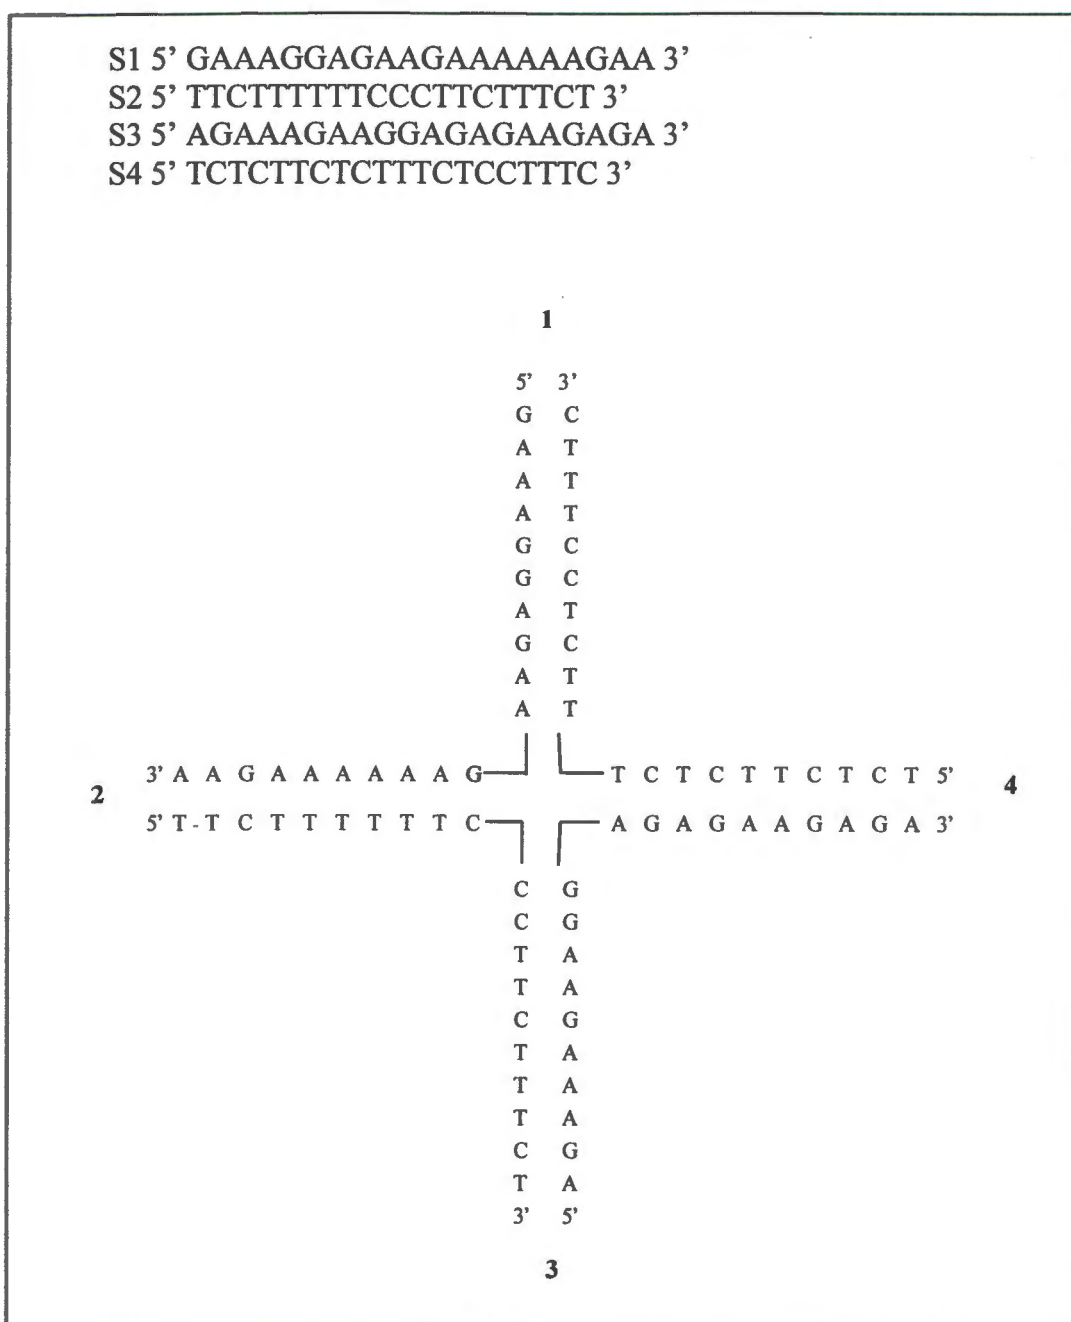 S1 5’ GAAAGGAGAAGAAAAAAGAA 3’
S2 5’ TTCTTTTTTCCCTTCTTTCT 3’
S3 5’ AGAAAGAAGGAGAGAAGAGA 3’
S4 5’ TCTCTTCTCTTTCTCCTTTC 3’
1
5’ 3’
G C
A T
A T
A T
G C
G C
A T
G C
A T
A T
3’ A A G A A A A A A G T C T C T T C T C T 5’
2 4
5’ T-T C T T T T T T C A G A G A A G A G A 3’
C G
C G
T A
T A
C G
T A
T A
T A
C G
T A
3’ 5’
3